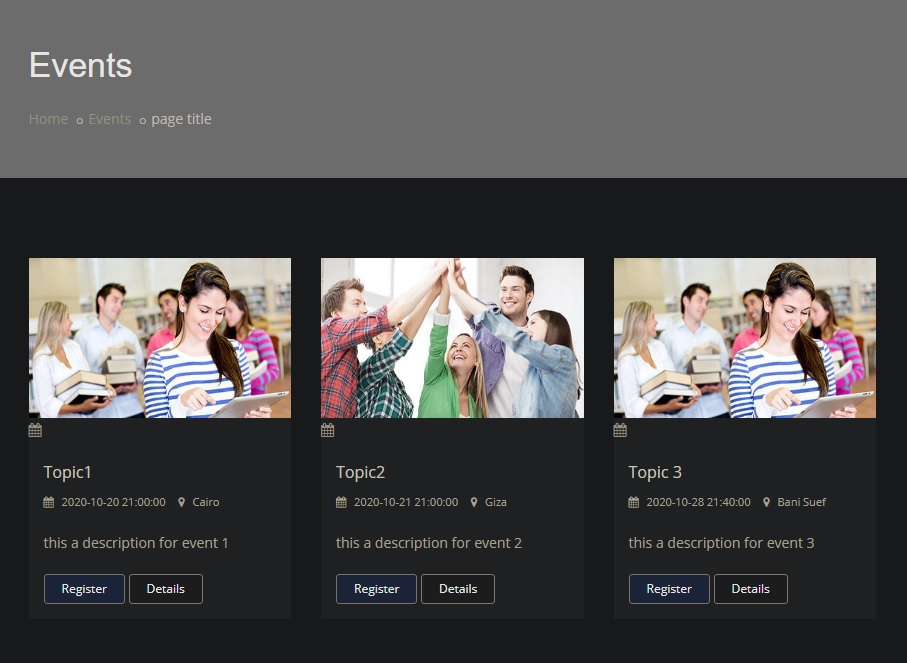 Events
Home Events page title
Topic1
2020-10-20 21:00:00 Cairo
this a description for event 1
Register Details
Topic2
2020-10-21 21:00:00 Giza
this a description for event 2
Register Details
Topic 3
2020-10-28 21:40:00 Bani Suef
this a description for event 3
Register Details